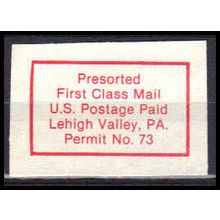 Presorted
First Class Mail
U.S. Postage Paid
Lehigh Valley, PA.
Permit No. 73